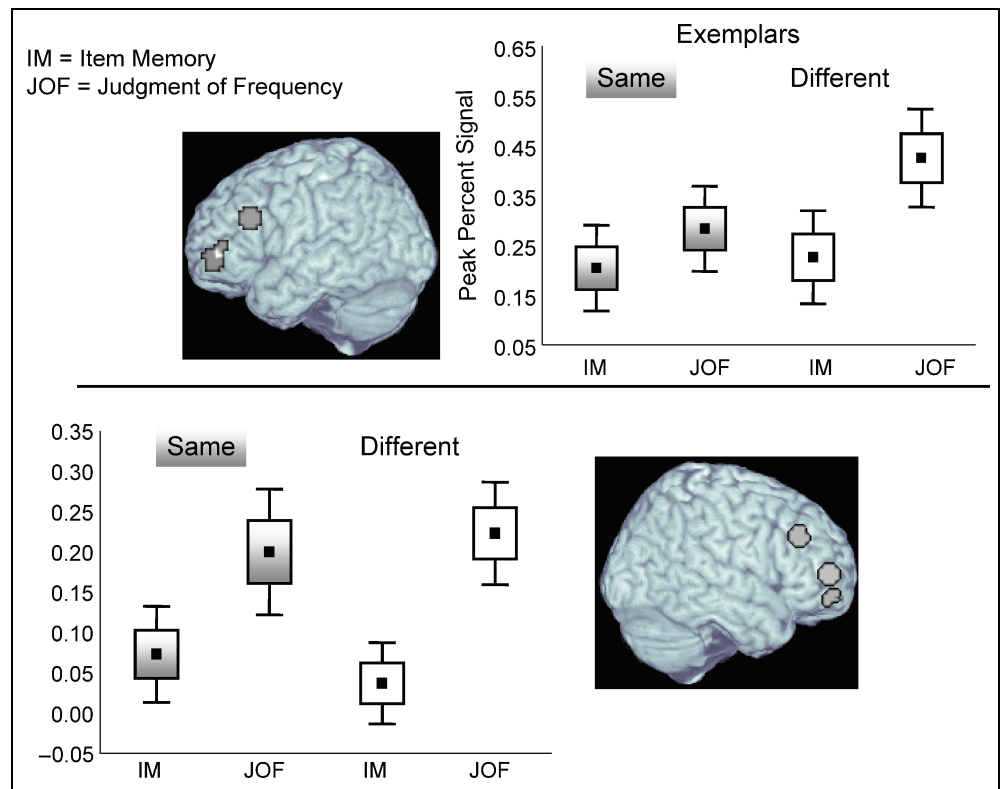 IM = Item Memory
JOF = Judgment of Frequency
Exemplars
Same Different
Peak Percent Signal
0.65
0.55
0.45
0.35
0.25
0.15
0.05
IM JOF IM JOF
Same Different
0.35
0.30
0.25
0.20
0.15
0.10
0.05
0.00
−0.05
IM JOF IM JOF